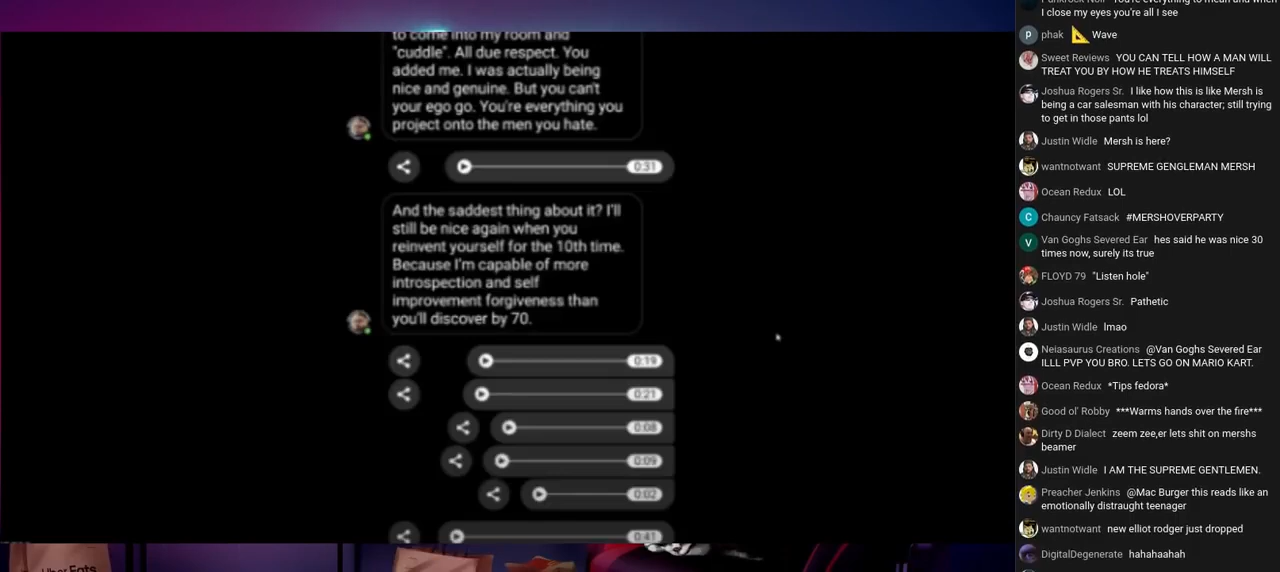 to come into my room and
"cuddle". All due respect. You
added me. I was actually being
nice and genuine. But you can't
your ego go. You're everything you
project onto the men you hate.
0:31
And the saddest thing about it? I'll
still be nice again when you
reinvent yourself for the 10th time.
Because I'm capable of more
introspection and self
improvement forgiveness than
you'll discover by 70.
0:19
0:21
0:08
0:09
0:02
0:41
Uber Eats
I close my eyes you're all I see
phak Wave
Sweet Reviews YOU CAN TELL HOW A MAN WILL
TREAT YOU BY HOW HE TREATS HIMSELF
Joshua Rogers Sr. I like how this is like Mersh is
being a car salesman with his character; still trying
to get in those pants lol
Justin Widle Mersh is here?
wantnotwant SUPREME GENGLEMAN MERSH
Ocean Redux LOL
C Chauncy Fatsack #MERSHOVERPARTY
V Van Goghs Severed Ear hes said he was nice 30
times now, surely its true
FLOYD 79 "Listen hole"
Joshua Rogers Sr. Pathetic
Justin Widle lmao
Neiasaurus Creations @Van Goghs Severed Ear
ILLL PVP YOU BRO. LETS GO ON MARIO KART.
Ocean Redux *Tips fedora*
Good ol' Robby ***Warms hands over the fire***
Dirty D Dialect zeem zee,er lets shit on mershs
beamer
Justin Widle I AM THE SUPREME GENTLEMEN.
Preacher Jenkins @Mac Burger this reads like an
emotionally distraught teenager
wantnotwant new elliot rodger just dropped
DigitalDegenerate hahahaahah